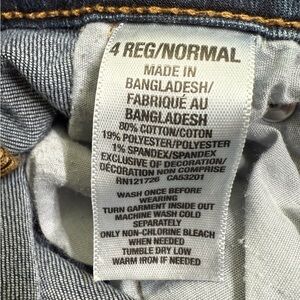 4 REG/NORMAL
MADE IN
BANGLADESH/
FABRIQUÉ AU
BANGLADESH
80% COTTON/COTON
19% POLYESTER/POLYESTER
1% SPANDEX/SPANDEX
EXCLUSIVE OF DECORATION/
DÉCORATION NON COMPRISE
RN121726 CA53201
WASH ONCE BEFORE
WEARING
TURN GARMENT INSIDE OUT
MACHINE WASH COLD
SEPARATELY
ONLY NON-CHLORINE BLEACH
WHEN NEEDED
TUMBLE DRY LOW
WARM IRON IF NEEDED